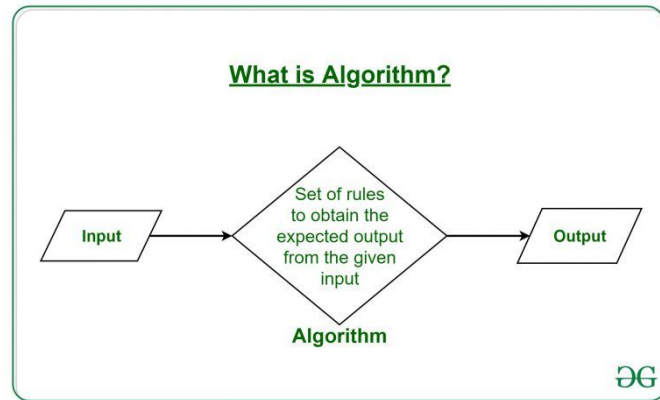 What is Algorithm?
Input
Set of rules
to obtain the
expected output
from the given
input
Output
Algorithm